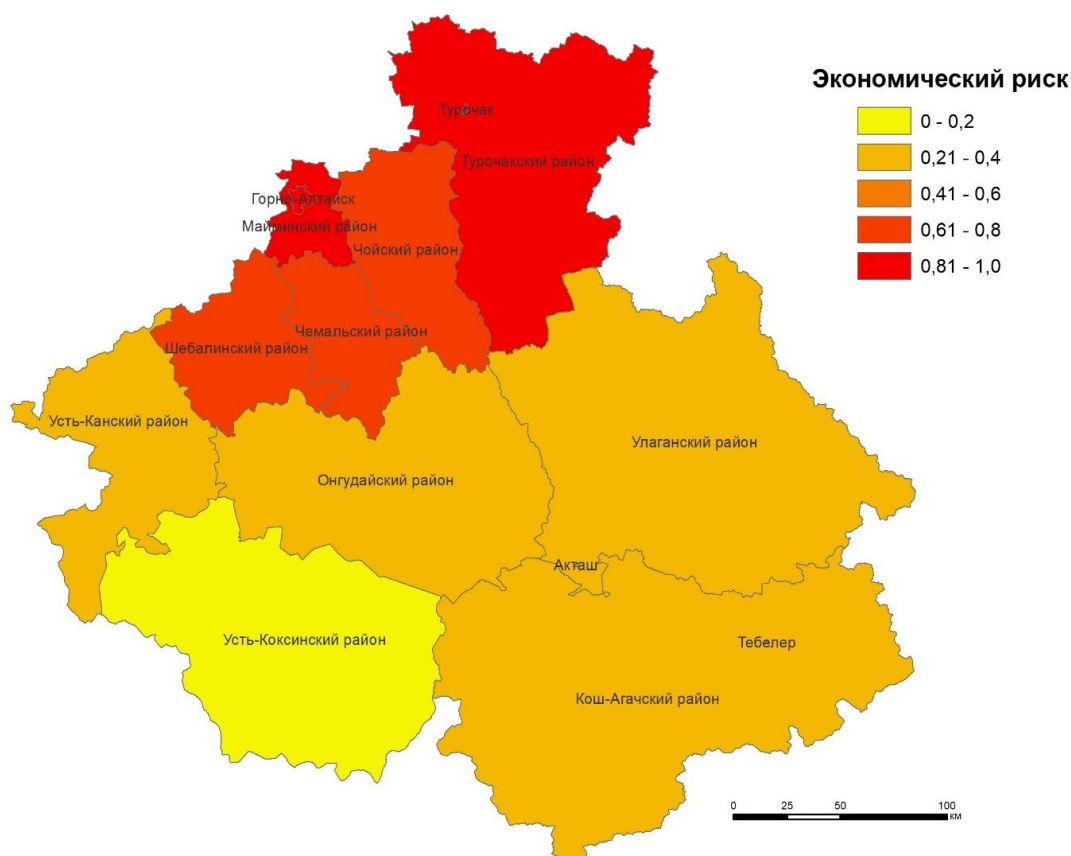 Экономический риск
0 - 0,2
0,21 - 0,4
0,41 - 0,6
0,61 - 0,8
0,81 - 1,0
Турочак
Турочакский район
Горно-Алтайск
Майминский район
Чойский район
Чемальский район
Шебалинский район
Усть-Канский район
Онгудайский район
Улаганский район
Акташ
Усть-Коксинский район
Тебелер
Кош-Агачский район
0 25 50 100
км